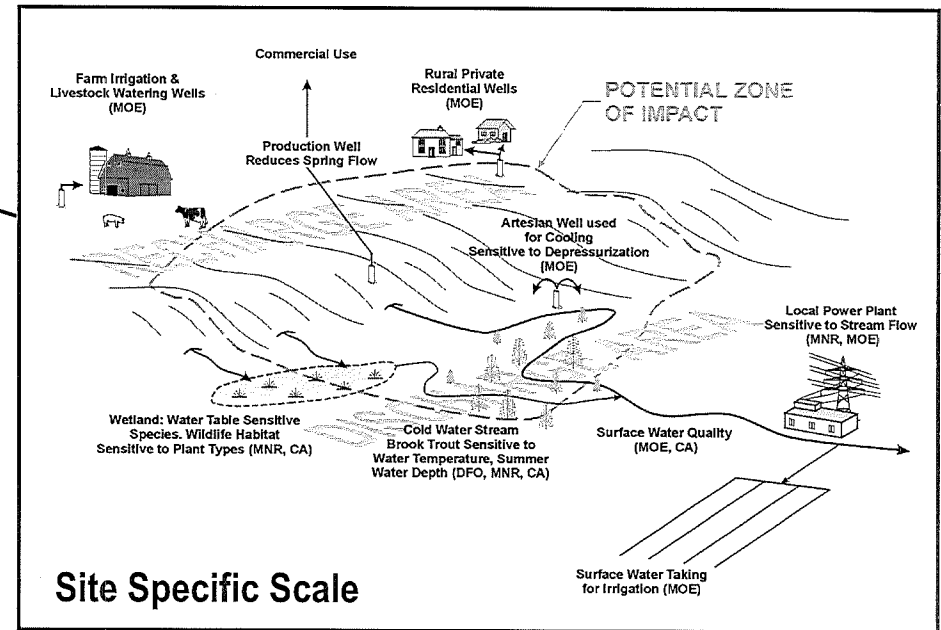 Commercial Use
Farm Irrigation &
Livestock Watering Wells
(MOE)
Rural Private
Residential Wells
(MOE)
POTENTIAL ZONE
OF IMPACT
Production Well
Reduces Spring Flow
Artesian Well used
for Cooling
Sensitive to Depressurization
(MOE)
Local Power Plant
Sensitive to Stream Flow
(MNR, MOE)
Wetland: Water Table Sensitive
Species. Wildlife Habitat
Sensitive to Plant Types (MNR, CA)
Cold Water Stream
Brook Trout Sensitive to
Water Temperature, Summer
Water Depth (DFO, MNR, CA)
Surface Water Quality
(MOE, CA)
Surface Water Taking
for Irrigation (MOE)
Site Specific Scale